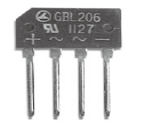 GBL206
1127
+ ~ ~ -